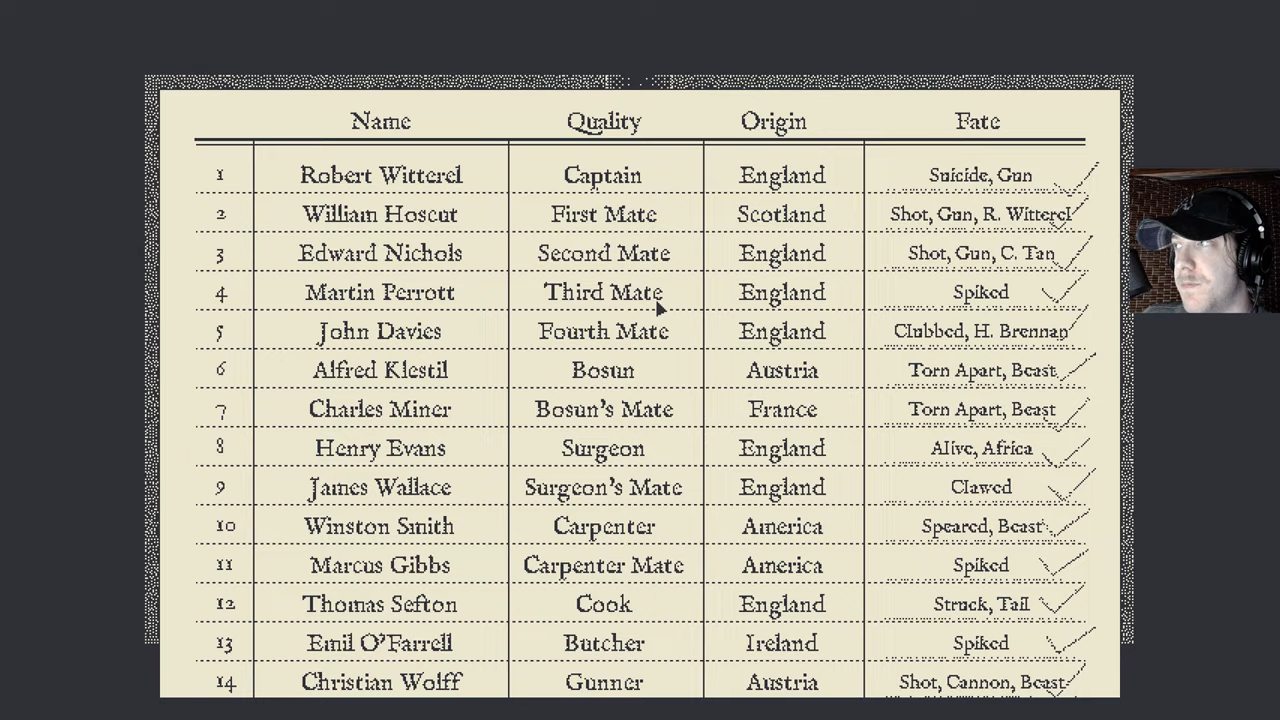 Name Quality Origin Fate
1 Robert Witterel Captain England Suicide, Gun
2 William Hoscut First Mate Scotland Shot, Gun, R. Witterel
3 Edward Nichols Second Mate England Shot, Gun, C. Tan
4 Martin Perrott Third Mate England Spiked
5 John Davies Fourth Mate England Clubbed, H. Brennan
6 Alfred Klestil Bosun Austria Torn Apart, Beast
7 Charles Miner Bosun's Mate France Torn Apart, Beast
8 Henry Evans Surgeon England Alive, Africa
9 James Wallace Surgeon's Mate England Clawed
10 Winston Smith Carpenter America Speared, Beast
11 Marcus Gibbs Carpenter Mate America Spiked
12 Thomas Sefton Cook England Struck, Tail
13 Emil O'Farrell Butcher Ireland Spiked
14 Christian Wolff Gunner Austria Shot, Cannon, Beast